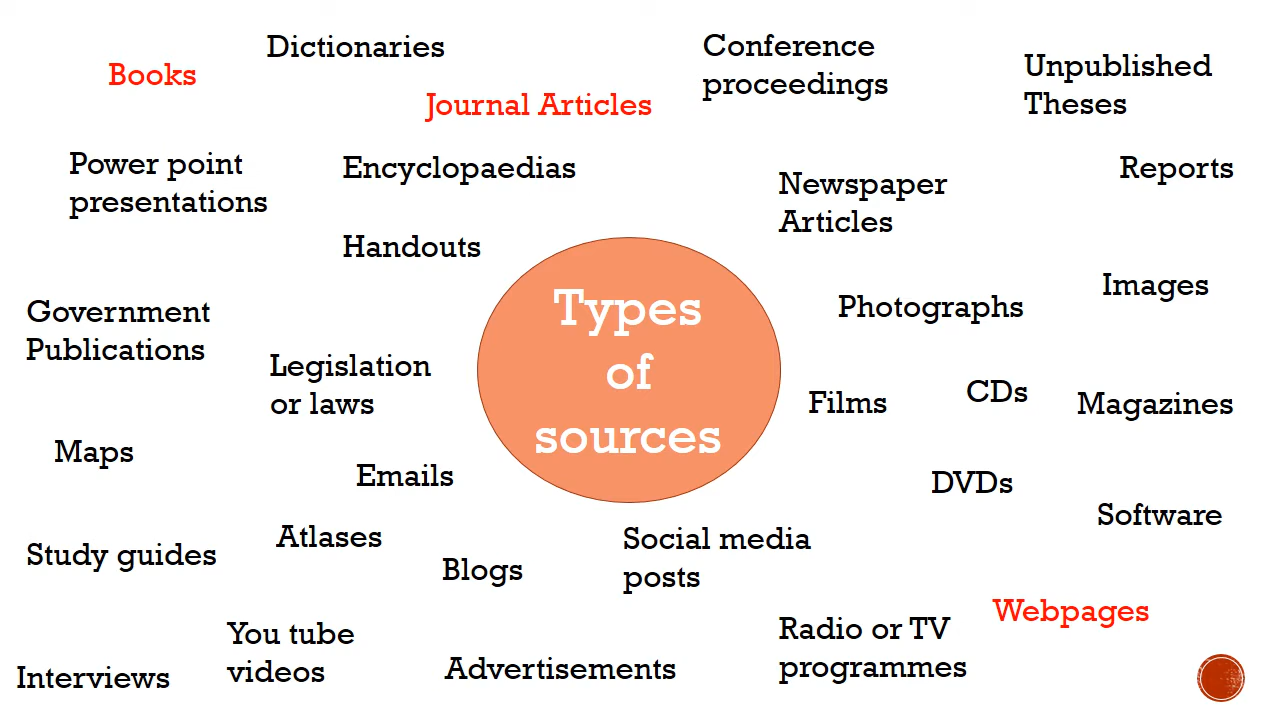 Dictionaries
Books
Journal Articles
Conference
proceedings
Unpublished
Theses
Power point
presentations
Encyclopaedias
Newspaper
Articles
Reports
Handouts
Types
of
sources
Photographs
Images
Government
Publications
Legislation
or laws
Films
CDs
Magazines
Maps
Emails
DVDs
Software
Study guides
Atlases
Blogs
Social media
posts
Webpages
Interviews
You tube
videos
Advertisements
Radio or TV
programmes